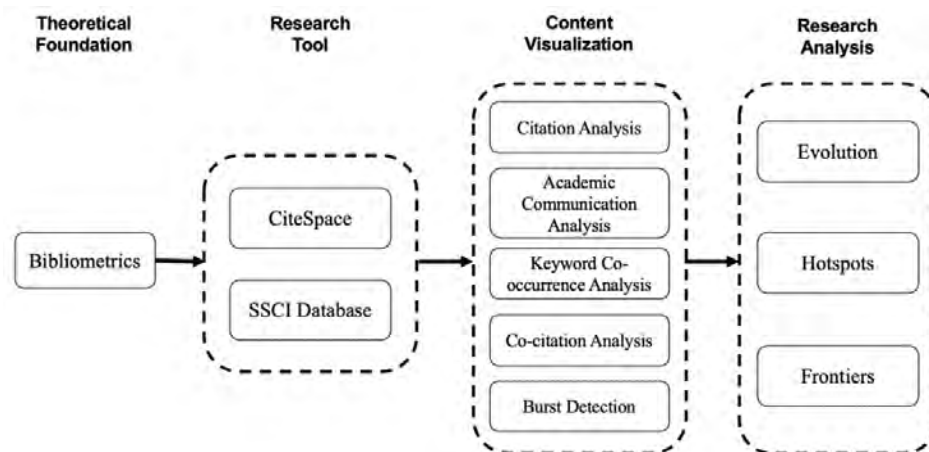 Theoretical
Foundation
Research
Tool
Content
Visualization
Research
Analysis
Bibliometrics
CiteSpace
SSCI Database
Citation Analysis
Academic
Communication
Analysis
Keyword Co-
occurrence Analysis
Co-citation Analysis
Burst Detection
Evolution
Hotspots
Frontiers